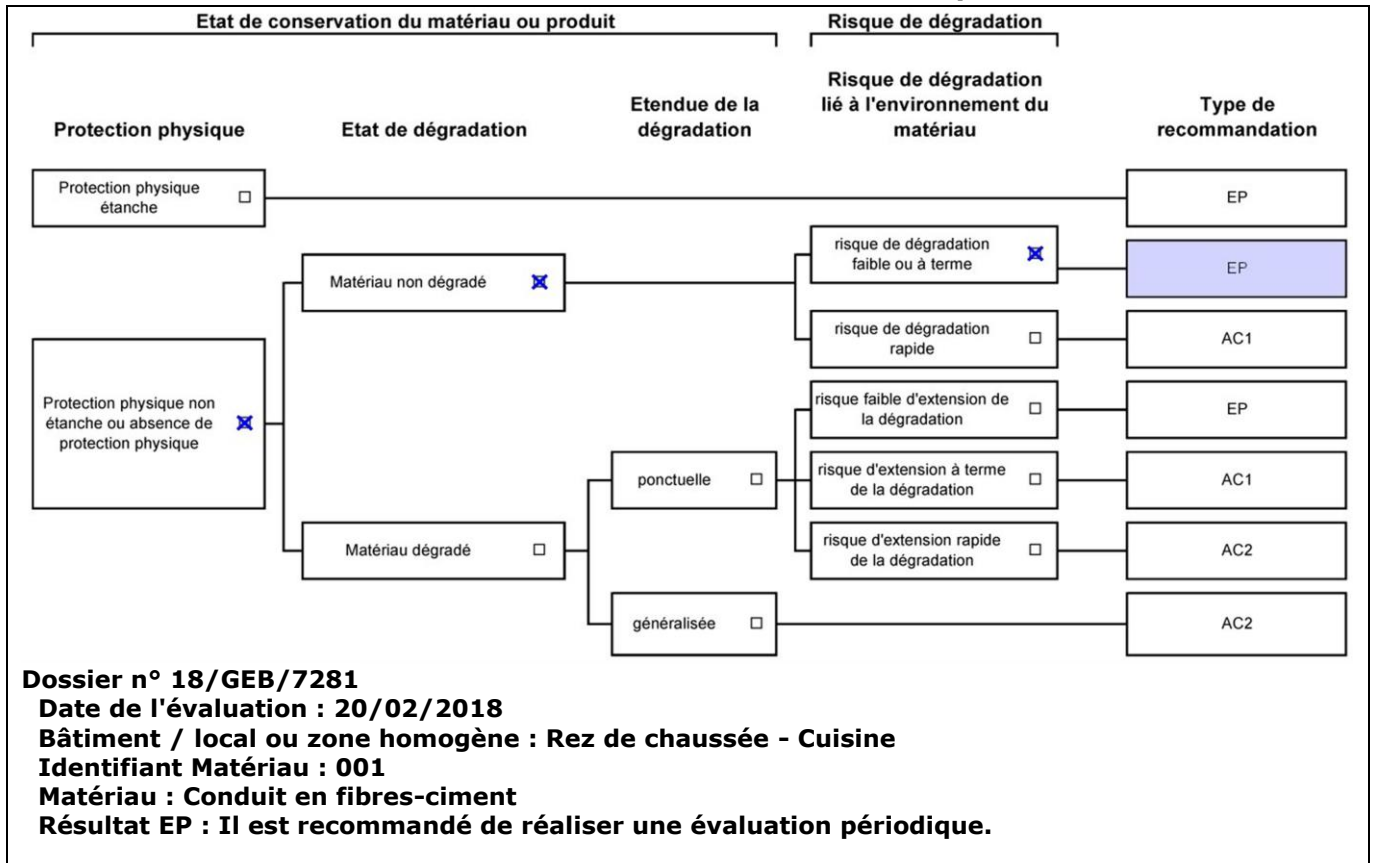 Etat de conservation du matériau ou produit
Risque de dégradation
Protection physique
Etat de dégradation
Etendue de la
dégradation
Risque de dégradation
lié à l'environnement du
matériau
Type de
recommandation
Protection physique
étanche
EP
risque de dégradation
faible ou à terme
EP
Matériau non dégradé
risque de dégradation
rapide
AC1
Protection physique non
étanche ou absence de
protection physique
risque faible d'extension de
la dégradation
EP
ponctuelle
risque d'extension à terme
de la dégradation
AC1
Matériau dégradé
risque d'extension rapide
de la dégradation
AC2
généralisée
AC2
Dossier n° 18/GEB/7281
Date de l'évaluation : 20/02/2018
Bâtiment / local ou zone homogène : Rez de chaussée - Cuisine
Identifiant Matériau : 001
Matériau : Conduit en fibres-ciment
Résultat EP : Il est recommandé de réaliser une évaluation périodique.